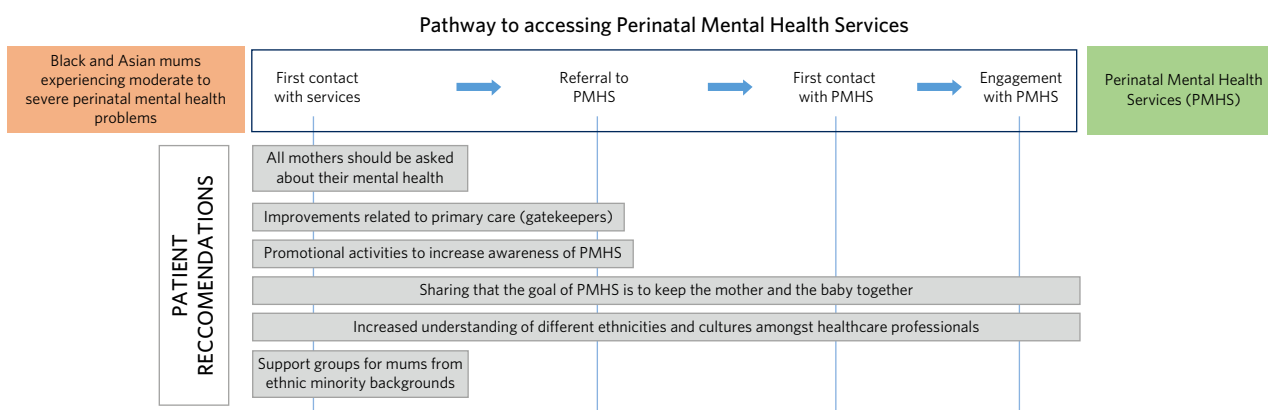 Pathway to accessing Perinatal Mental Health Services
Black and Asian mums
experiencing moderate to
severe perinatal mental health
problems
First contact
with services
Referral to
PMHS
First contact
with PMHS
Engagement
with PMHS
Perinatal Mental Health
Services (PMHS)
PATIENT
RECCOMENDATIONS
All mothers should be asked
about their mental health
Improvements related to primary care (gatekeepers)
Promotional activities to increase awareness of PMHS
Sharing that the goal of PMHS is to keep the mother and the baby together
Increased understanding of different ethnicities and cultures amongst healthcare professionals
Support groups for mums from
ethnic minority backgrounds